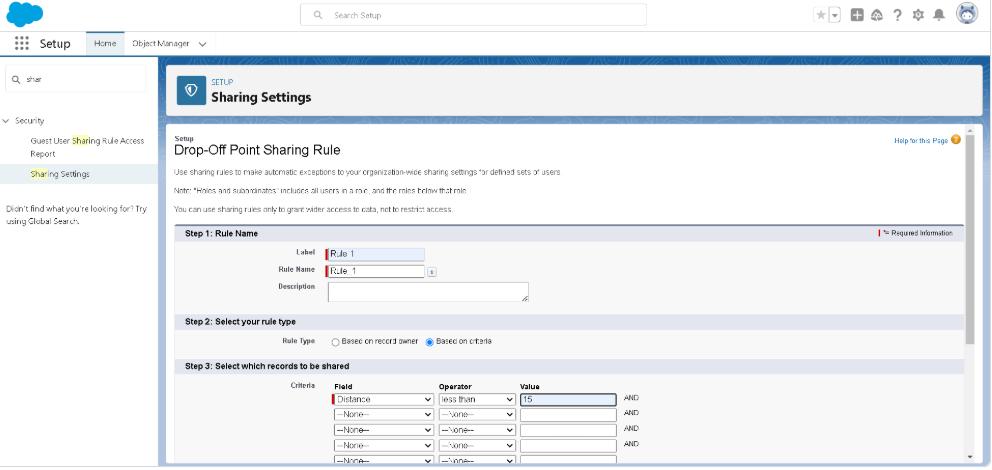 Search Setup
Setup
Home
Object Manager
shar
Security
Guest User Sharing Rule Access
Report
Sharing Settings
Didn't find what you're looking for? Try
using Global Search.
SETUP
Sharing Settings
Setup
Drop-Off Point Sharing Rule
Help for this Page
Use sharing rules to make automatic exceptions to your organization-wide sharing settings for defined sets of users.
Note: "Roles and subordinates" includes all users in a role, and the roles below that role.
You can use sharing rules only to grant wider access to data, not to restrict access.
Step 1: Rule Name
= Required Information
Label Rule 1
Rule Name Rule_1 i
Description
Step 2: Select your rule type
Rule Type Based on record owner Based on criteria
Step 3: Select which records to be shared
Criteria Field Operator Value
Distance less than 15 AND
--None-- --None-- AND
--None-- --None-- AND
--None-- --None-- AND
--None-- --None--